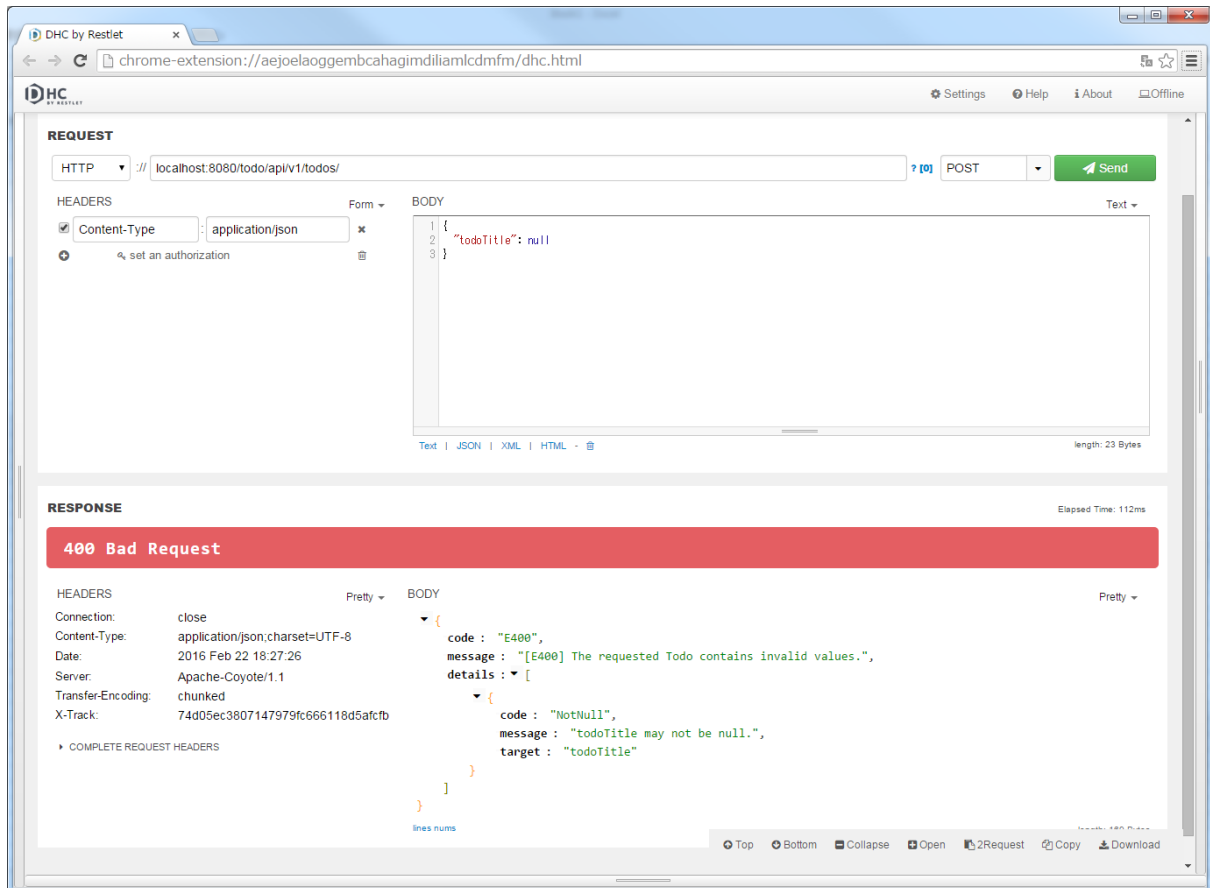 DHC by Restlet
chrome-extension://aejoelaoggembcahagimdiliamlcdmfm/dhc.html
DHC
BY RESTLET
Settings Help About Offline
REQUEST
HTTP :// localhost:8080/todo/api/v1/todos/ ? [0] POST Send
HEADERS Form BODY Text
Content-Type : application/json
set an authorization
1 {
2 "todoTitle": null
3 }
Text | JSON | XML | HTML - length: 23 Bytes
RESPONSE Elapsed Time: 112ms
400 Bad Request
HEADERS Pretty BODY Pretty
Connection: close
Content-Type: application/json;charset=UTF-8
Date: 2016 Feb 22 18:27:26
Server: Apache-Coyote/1.1
Transfer-Encoding: chunked
X-Track: 74d05ec3807147979fc666118d5afcfb
COMPLETE REQUEST HEADERS
{
code : "E400",
message : "[E400] The requested Todo contains invalid values.",
details : [
{
code : "NotNull",
message : "todoTitle may not be null.",
target : "todoTitle"
}
]
}
lines nums
Top Bottom Collapse Open 2Request Copy Download